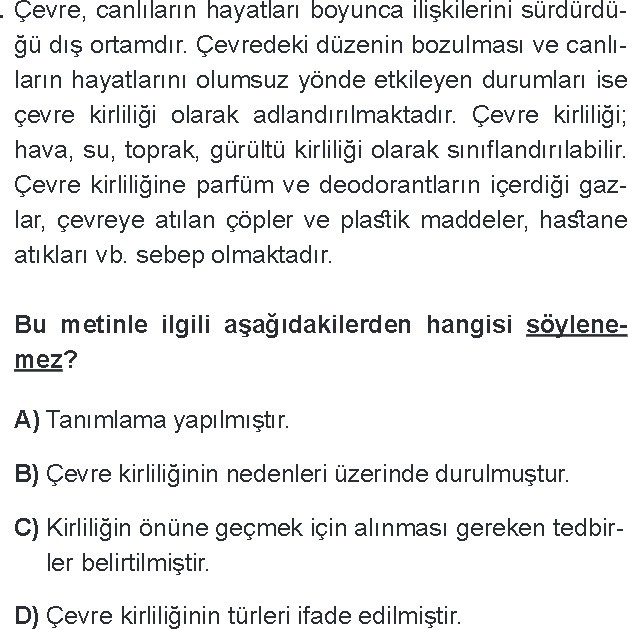 . Çevre, canlıların hayatları boyunca ilişkilerini sürdürdü-
ğü dış ortamdır. Çevredeki düzenin bozulması ve canlı-
ların hayatlarını olumsuz yönde etkileyen durumları ise
çevre kirliliği olarak adlandırılmaktadır. Çevre kirliliği;
hava, su, toprak, gürültü kirliliği olarak sınıflandırılabilir.
Çevre kirliliğine parfüm ve deodorantların içerdiği gaz-
lar, çevreye atılan çöpler ve plastik maddeler, hastane
atıkları vb. sebep olmaktadır.
Bu metinle ilgili aşağıdakilerden hangisi söylene-
mez?
A) Tanımlama yapılmıştır.
B) Çevre kirliliğinin nedenleri üzerinde durulmuştur.
C) Kirliliğin önüne geçmek için alınması gereken tedbir-
ler belirtilmiştir.
D) Çevre kirliliğinin türleri ifade edilmiştir.